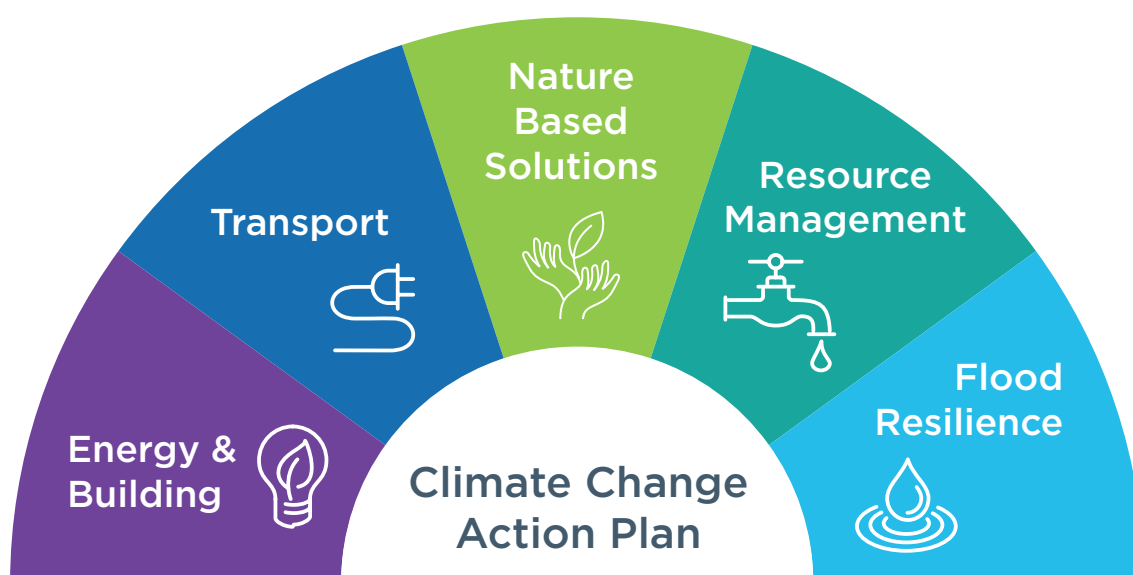 Energy &
Building
Transport
Nature
Based
Solutions
Resource
Management
Flood
Resilience
Climate Change
Action Plan